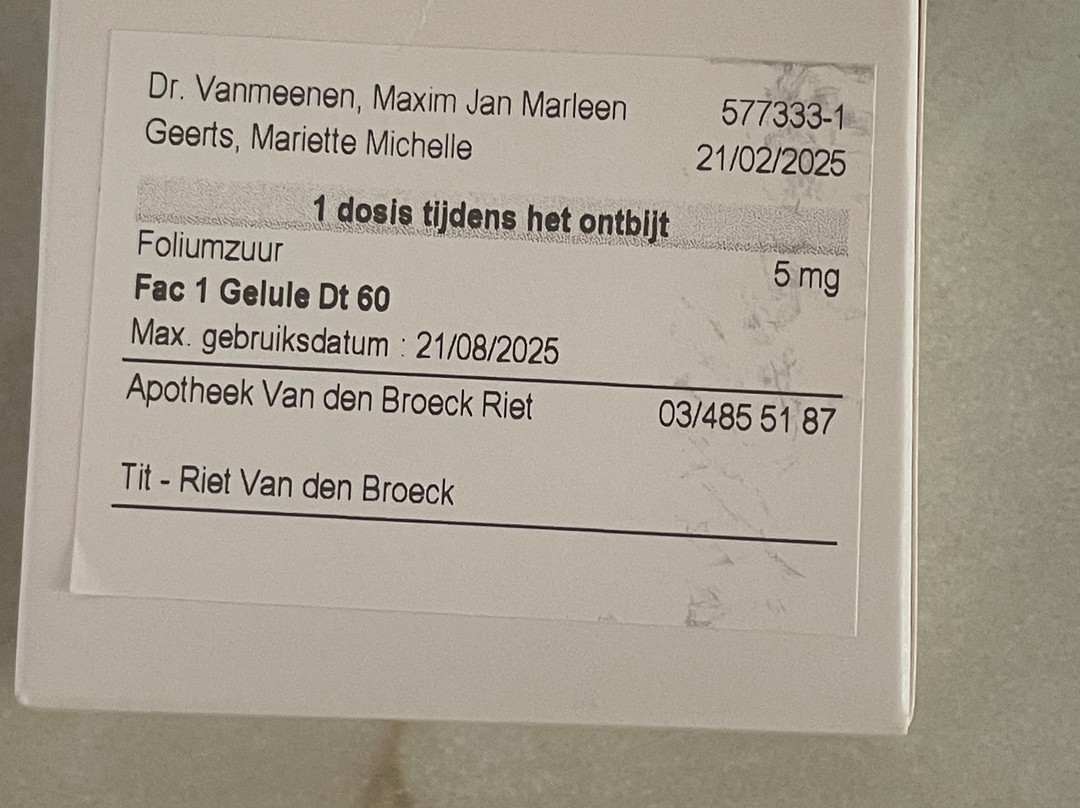 Dr. Vanmeenen, Maxim Jan Marleen 577333-1
Geerts, Mariette Michelle 21/02/2025
1 dosis tijdens het ontbijt
Foliumzuur 5 mg
Fac 1 Gelule Dt 60
Max. gebruiksdatum : 21/08/2025
Apotheek Van den Broeck Riet 03/485 51 87
Tit - Riet Van den Broeck